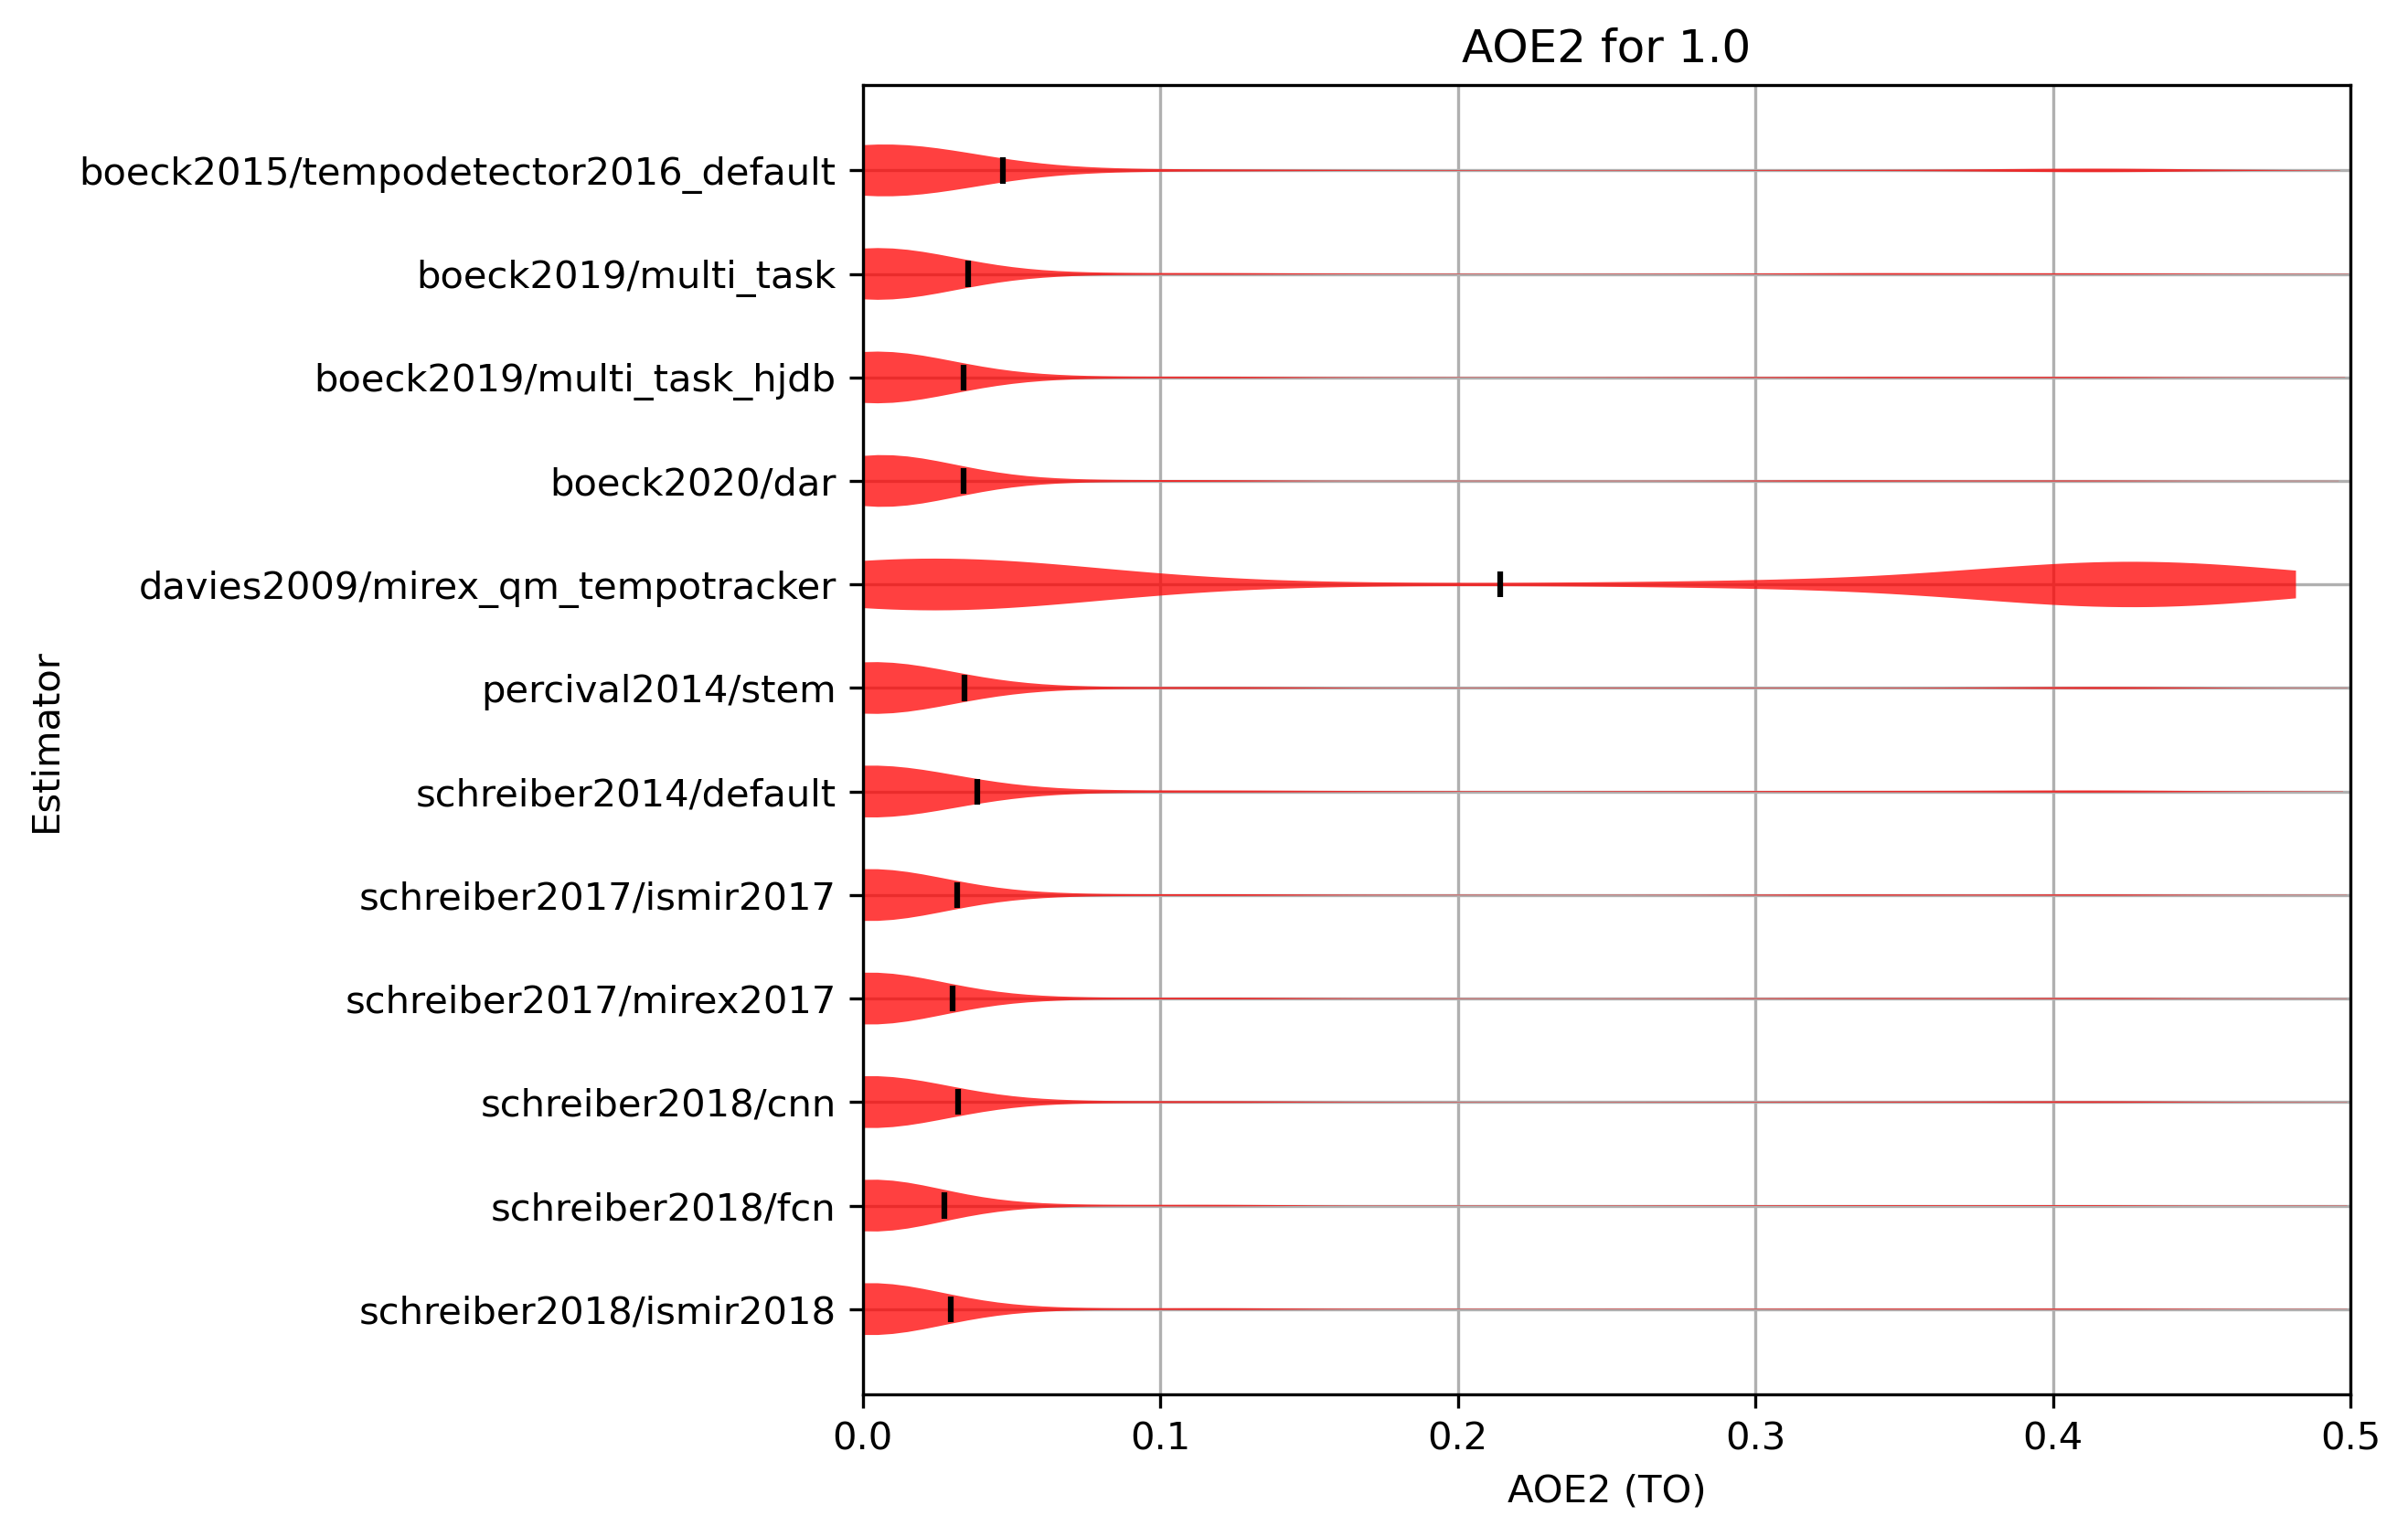 AOE2 for 1.0
Estimator
boeck2015/tempodetector2016_default
boeck2019/multi_task
boeck2019/multi_task_hjdb
boeck2020/dar
davies2009/mirex_qm_tempotracker
percival2014/stem
schreiber2014/default
schreiber2017/ismir2017
schreiber2017/mirex2017
schreiber2018/cnn
schreiber2018/fcn
schreiber2018/ismir2018
0.0 0.1 0.2 0.3 0.4 0.5
AOE2 (TO)